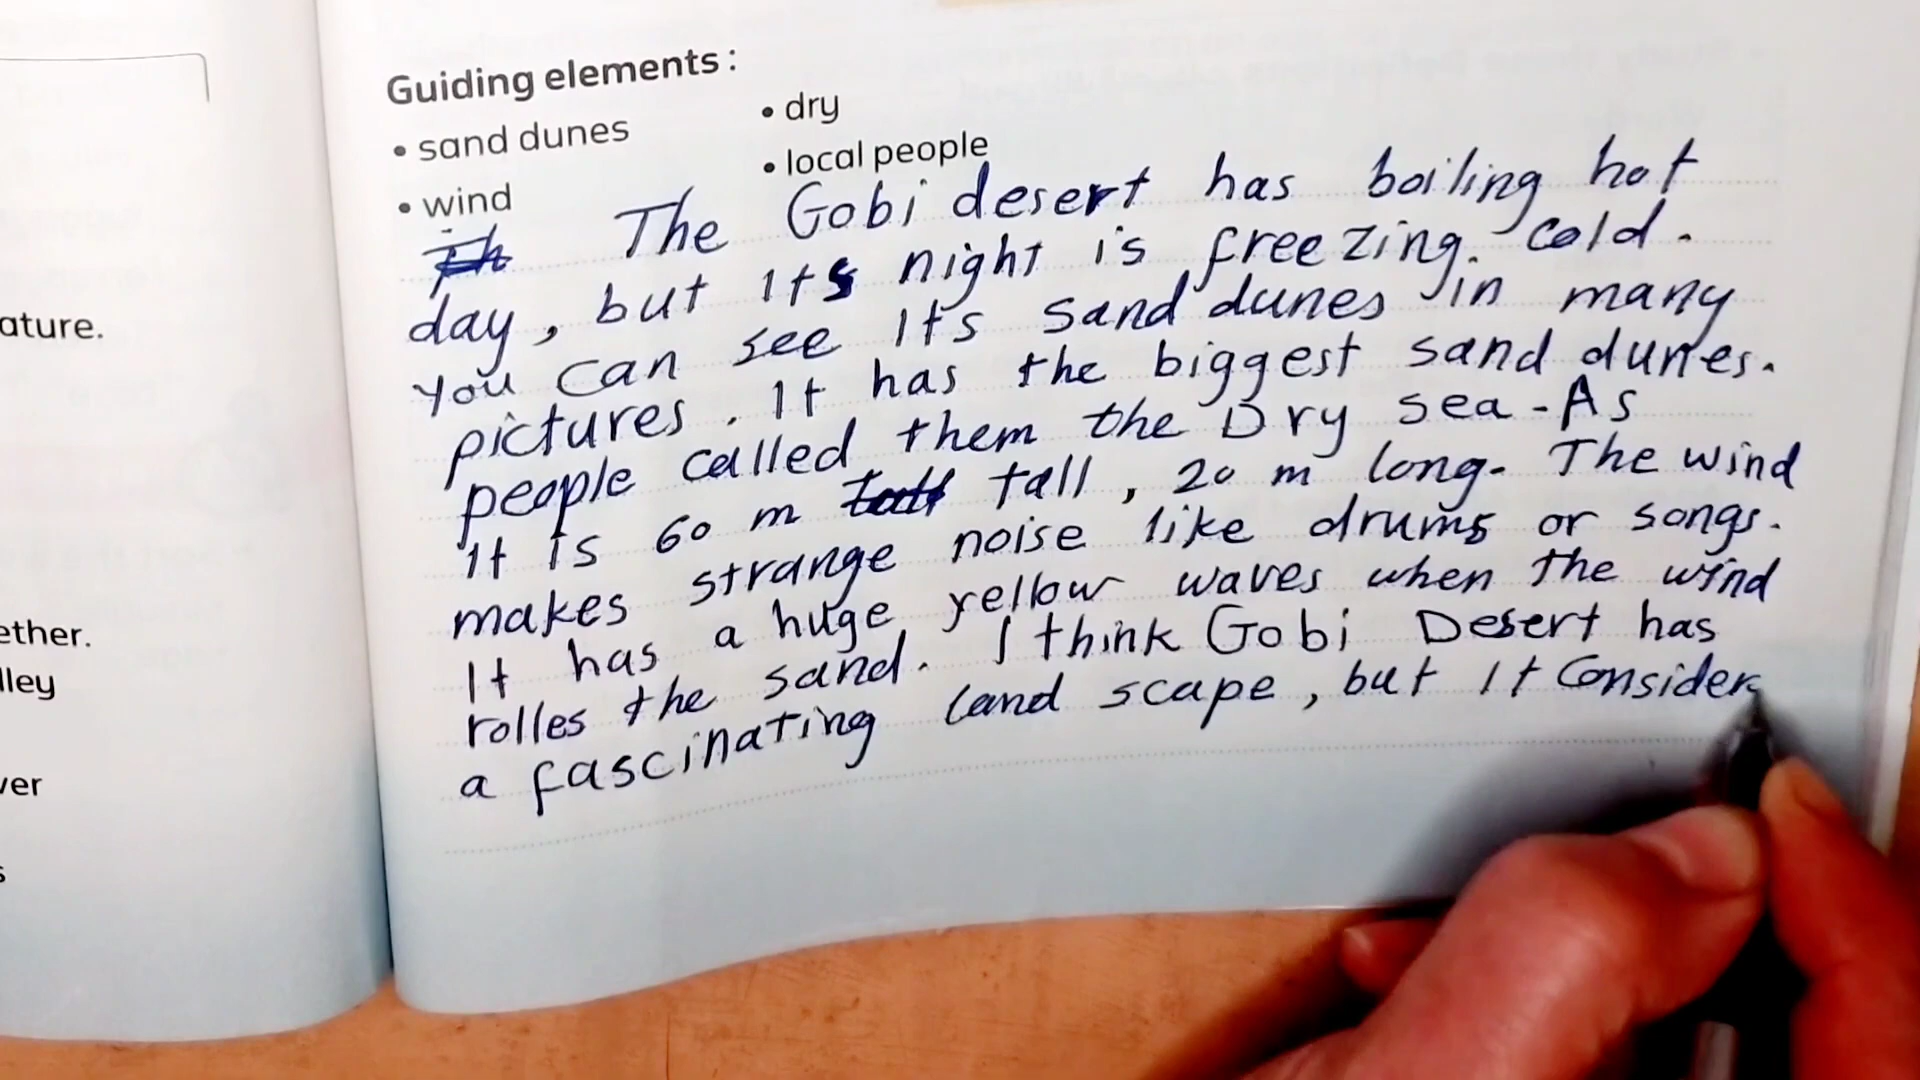 ature.
ether.
lley
ver
s
Guiding elements :
• sand dunes
• dry
• wind
• local people
Th The Gobi desert has boiling hot
day, but its night is freezing cold.
You can see its sand dunes in many
pictures. It has the biggest sand dunes.
people called them the Dry sea. As
It is 60 m tall tall, 20 m long. The wind
makes strange noise like drums or songs.
It has a huge yellow waves when the wind
rolles the sand. I think Gobi Desert has
a fascinating land scape, but it Consider